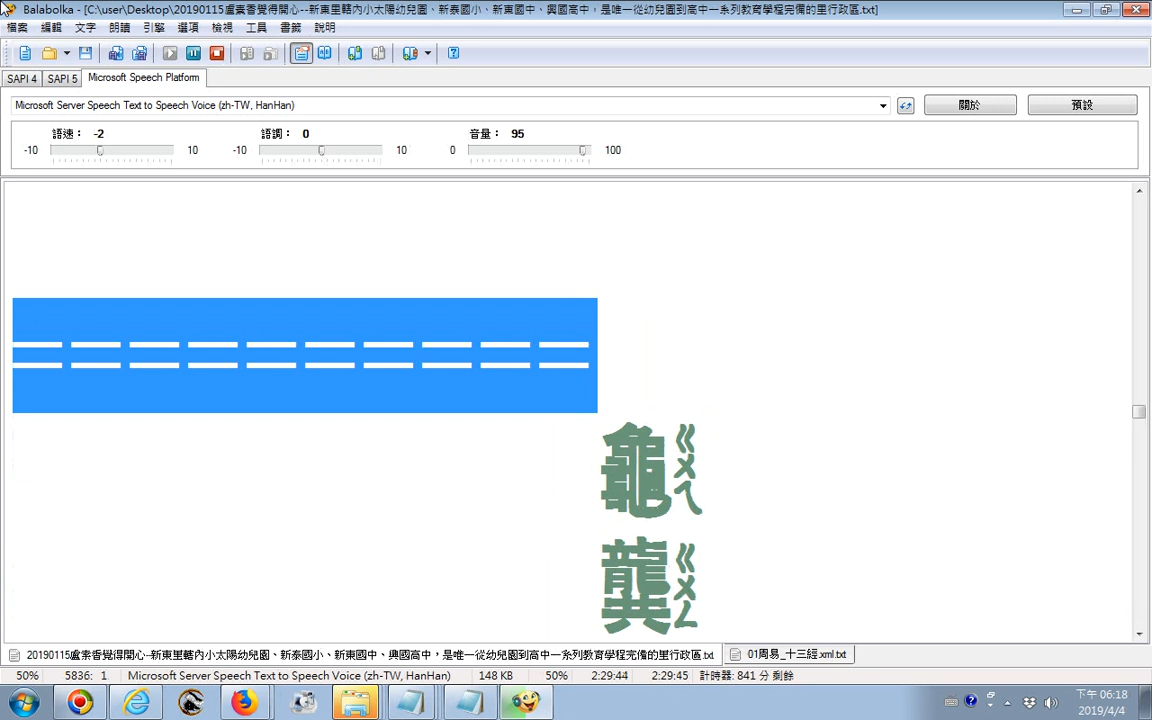 Balabolka - [C:\user\Desktop\20190115盧素香覺得開心--新東里轄內小太陽幼兒園、新泰國小、新東國中、興國高中，是唯一從幼兒園到高中一系列教育學程完備的里行政區.txt]
檔案 編輯 文字 朗讀 引擎 選項 檢視 工具 書籤 說明
SAPI 4 SAPI 5 Microsoft Speech Platform
Microsoft Server Speech Text to Speech Voice (zh-TW, HanHan) 關於 預設
語速： -2 語調： 0 音量： 95
-10 10 -10 10 0 100
龜ㄍㄨㄟ
龔ㄍㄨㄥ
20190115盧素香覺得開心--新東里轄內小太陽幼兒園、新泰國小、新東國中、興國高中，是唯一從幼兒園到高中一系列教育學程完備的里行政區.txt 01周易_十三經.xml.txt
50% 5836: 1 Microsoft Server Speech Text to Speech Voice (zh-TW, HanHan) 148 KB 50% 2:29:44 2:29:45 計時器: 841 分 剩餘
下午 06:18
2019/4/4